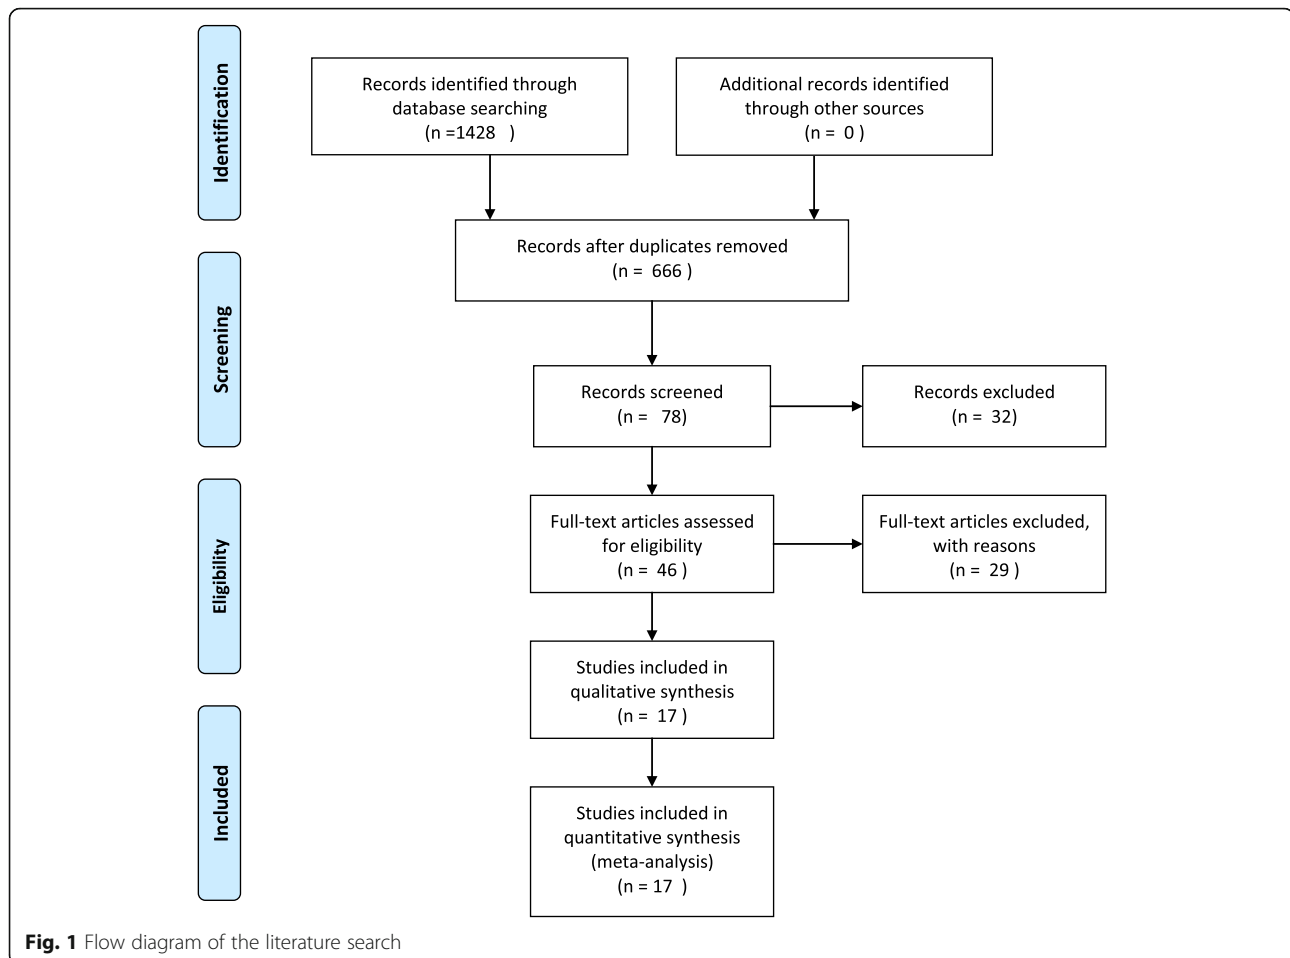 Identification
Records identified through
database searching
(n =1428   )
Additional records identified
through other sources
(n =  0 )
Records after duplicates removed
(n =  666 )
Screening
Records screened
(n =   78)
Records excluded
(n =  32)
Eligibility
Full-text articles assessed
for eligibility
(n =  46 )
Full-text articles excluded,
with reasons
(n =  29 )
Studies included in
qualitative synthesis
(n =  17 )
Included
Studies included in
quantitative synthesis
(meta-analysis)
(n = 17  )
Fig. 1 Flow diagram of the literature search